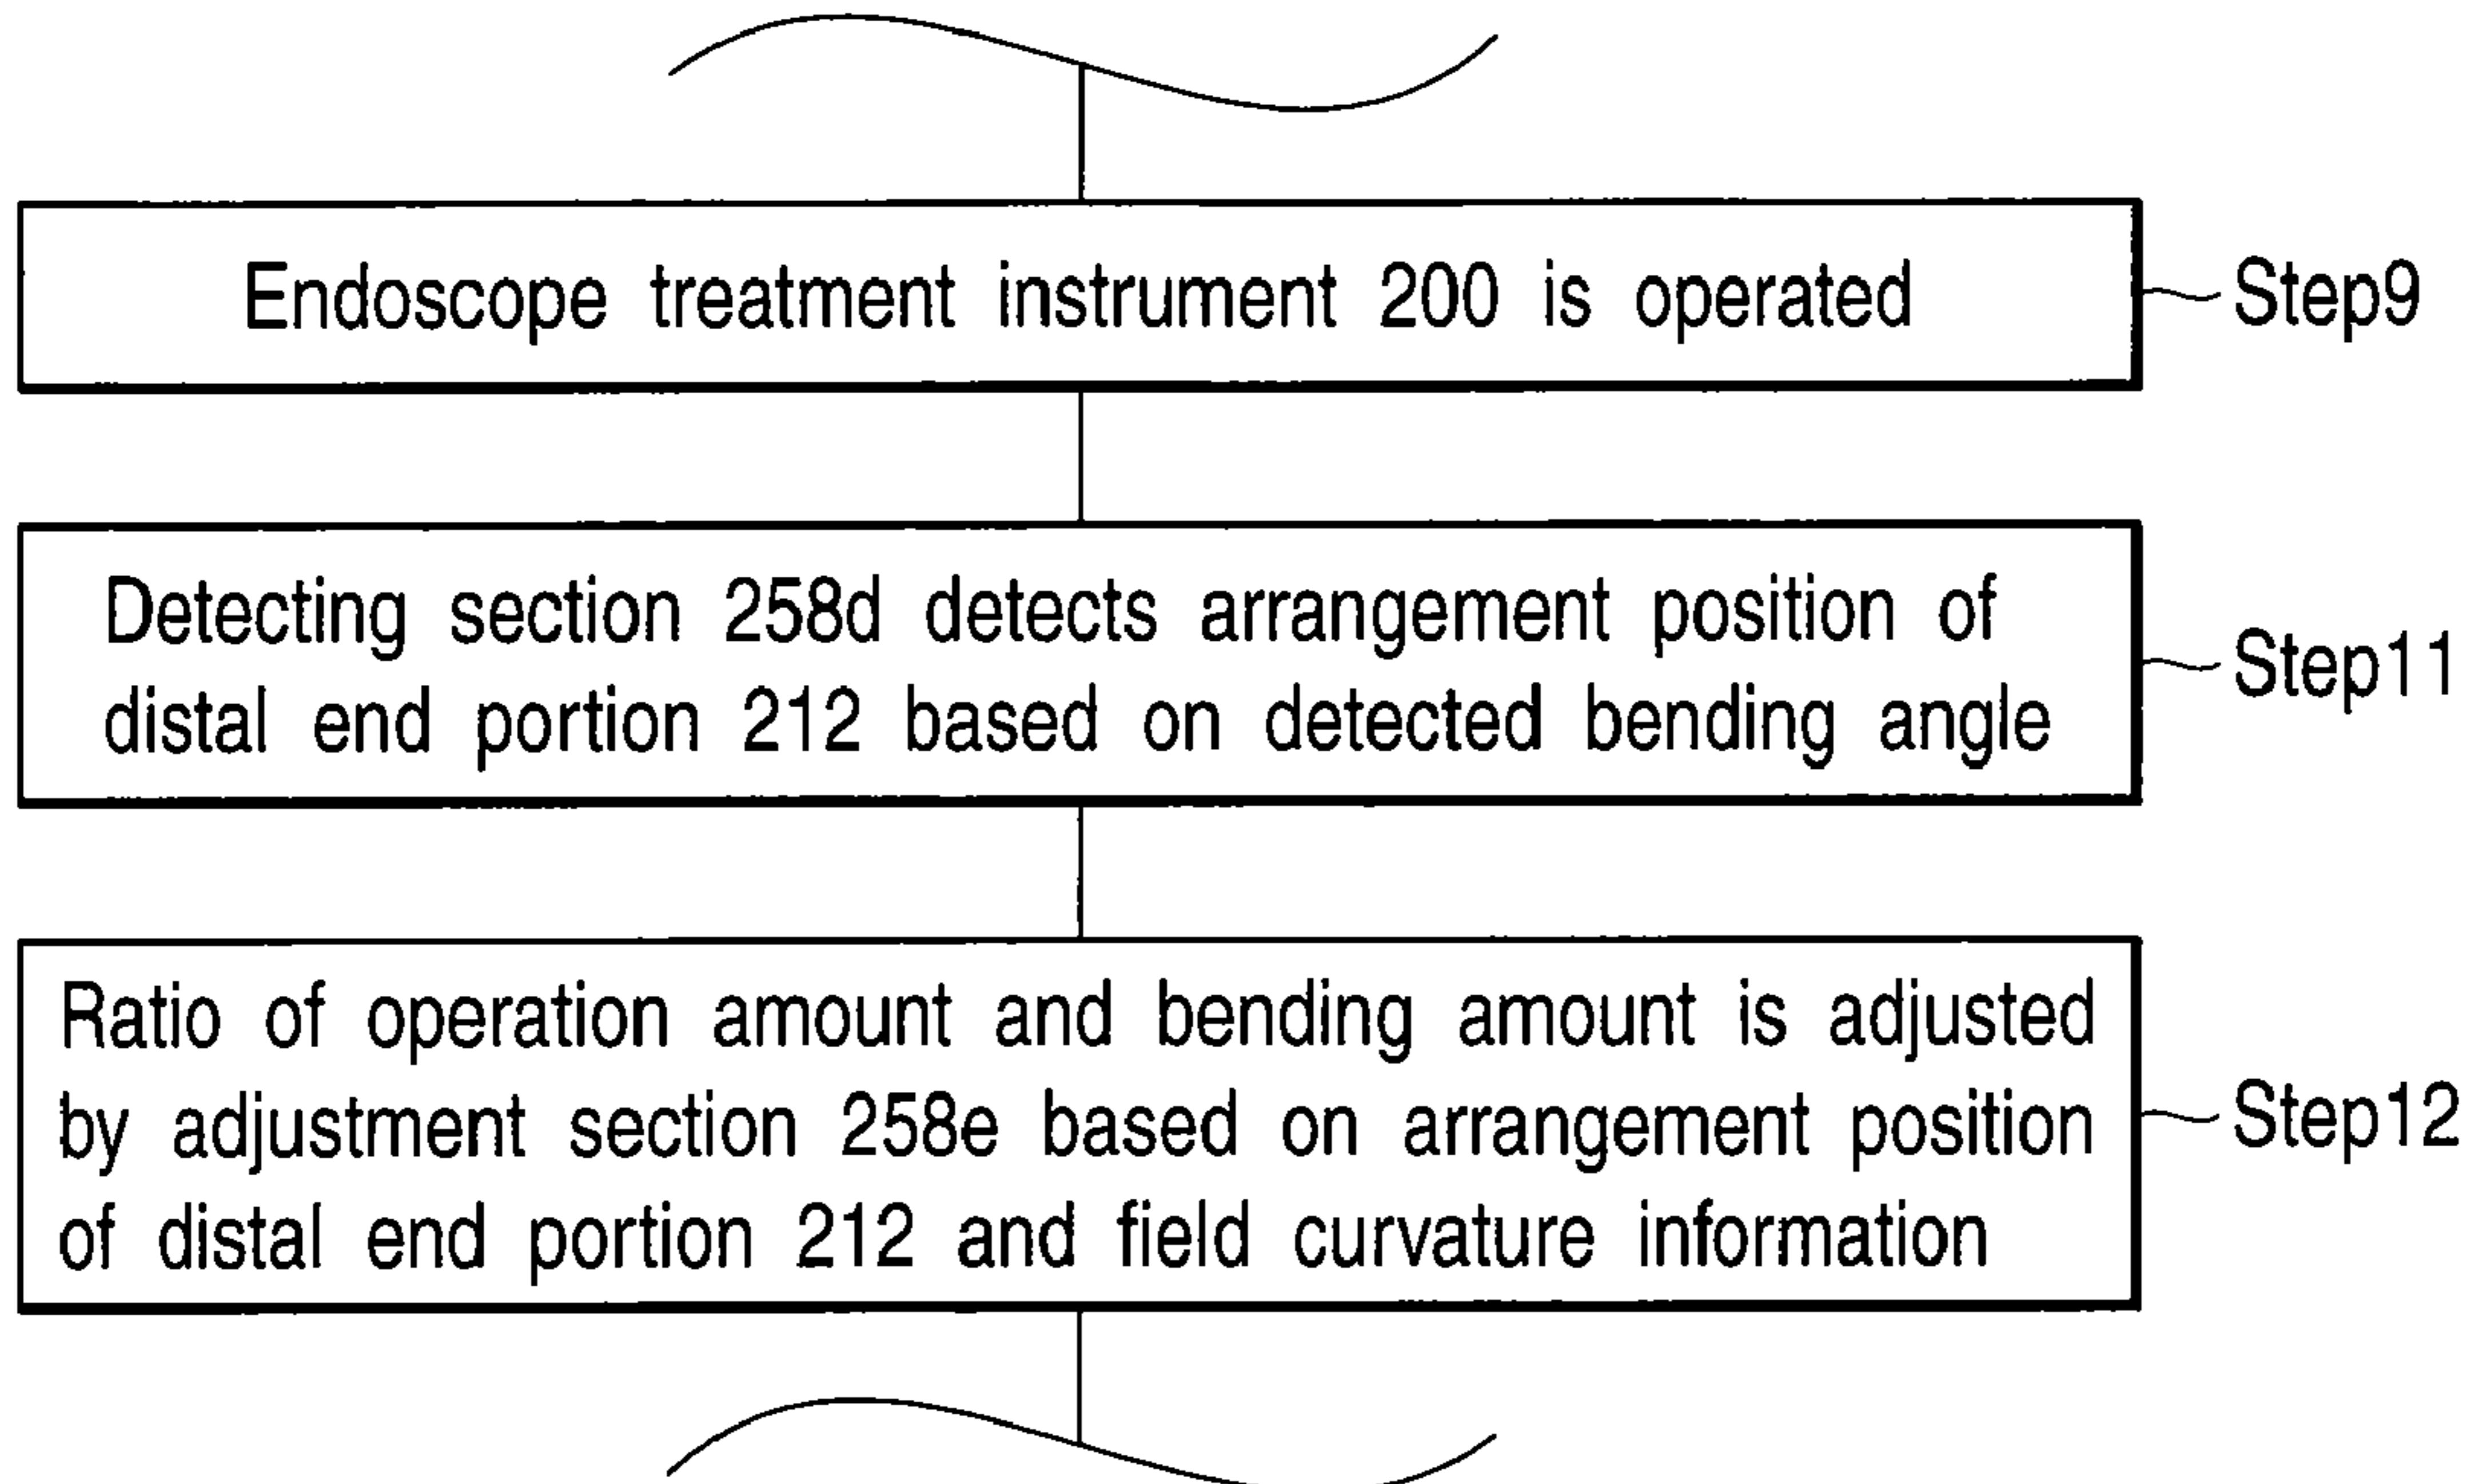 Endoscope treatment instrument 200 is operated
Step9
Detecting section 258d detects arrangement position of
distal end portion 212 based on detected bending angle
Step11
Ratio of operation amount and bending amount is adjusted
by adjustment section 258e based on arrangement position
of distal end portion 212 and field curvature information
Step12